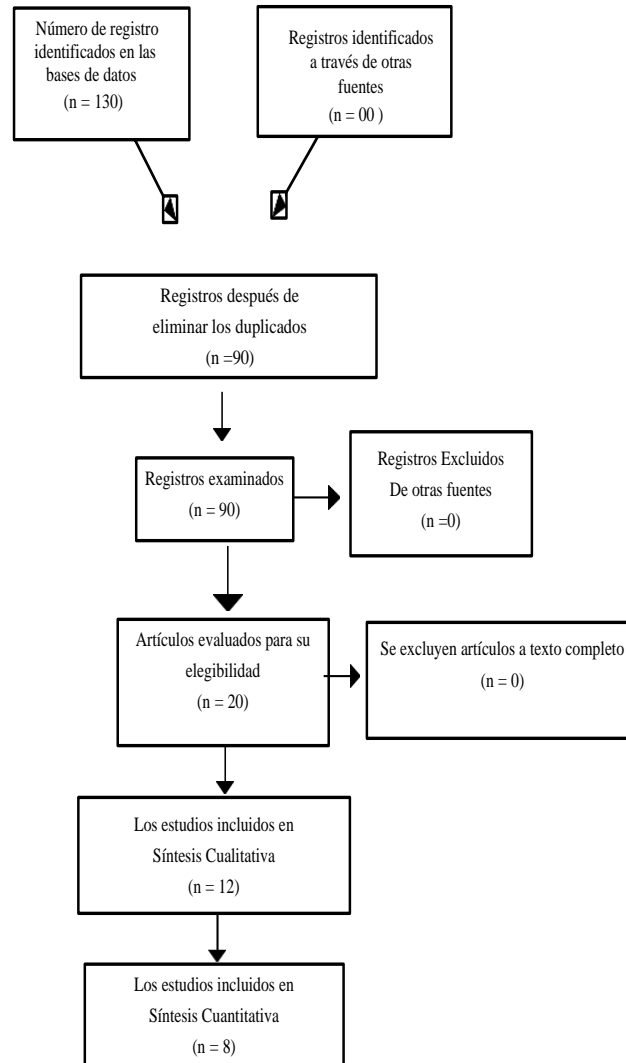 Número de registro
identificados en las
bases de datos
(n = 130)
Registros identificados
a través de otras
fuentes
(n = 00 )
Registros después de
eliminar los duplicados
(n =90)
Registros examinados
(n = 90)
Registros Excluidos
De otras fuentes
(n =0)
Artículos evaluados para su
elegibilidad
(n = 20)
Se excluyen artículos a texto completo
(n = 0)
Los estudios incluidos en
Síntesis Cualitativa
(n = 12)
Los estudios incluidos en
Síntesis Cuantitativa
(n = 8)